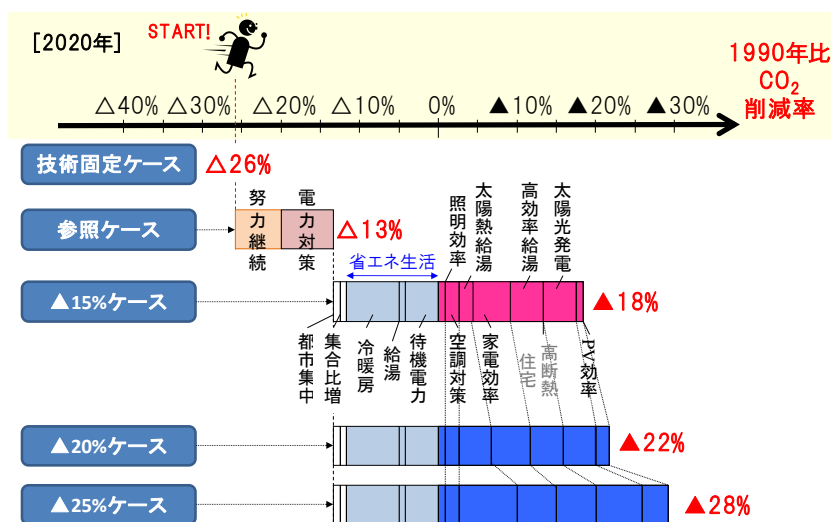 [2020年]
START!
1990年比
CO2
削減率
△40% △30% △20% △10% 0% ▲10% ▲20% ▲30%
技術固定ケース
△26%
参照ケース
努力継続
電力対策
△13%
照明効率
太陽熱給湯
高効率給湯
太陽光発電
省エネ生活
▲15%ケース
▲18%
都市集中
集合比増
冷暖房
給湯
待機電力
空調対策
家電効率
住宅
高断熱
PV効率
▲20%ケース
▲22%
▲25%ケース
▲28%